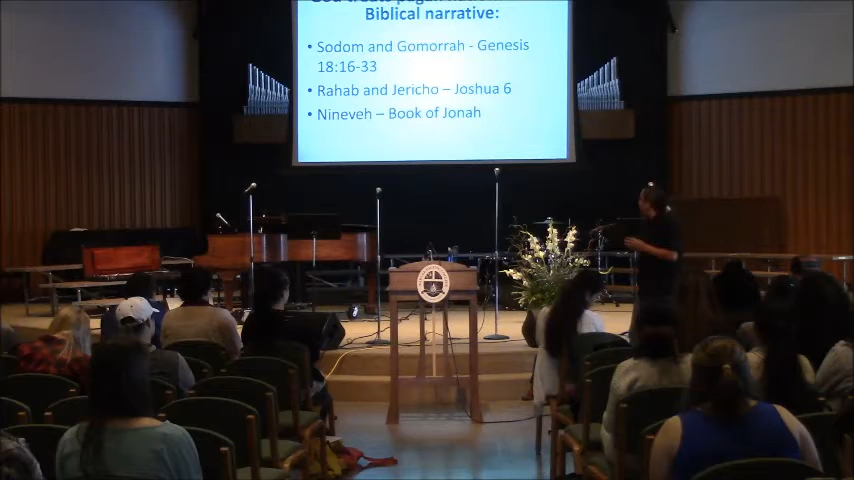 Biblical narrative:
• Sodom and Gomorrah - Genesis
18:16-33
• Rahab and Jericho – Joshua 6
• Nineveh – Book of Jonah